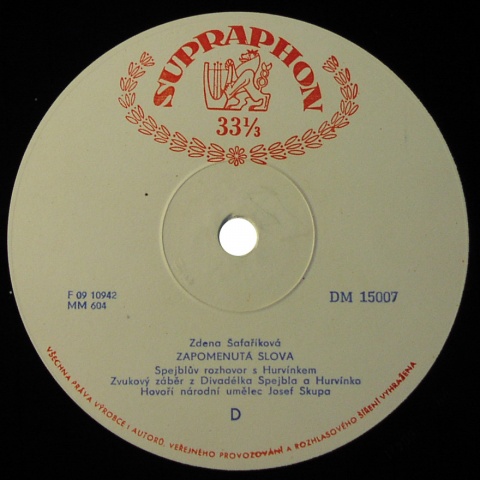 SUPRAPHON
33⅓
F 09 10942
MM 604
DM 15007
Zdena Šafaříková
ZAPOMENUTÁ SLOVA
Spejblův rozhovor s Hurvínkem
Zvukový záběr z Divadélka Spejbla a Hurvínka
Hovoří národní umělec Josef Skupa
D
VŠECHNA PRÁVA VÝROBCE I AUTORŮ, VEŘEJNÉHO PROVOZOVÁNÍ A ROZHLASOVÉHO ŠÍŘENÍ VYHRAŽENA